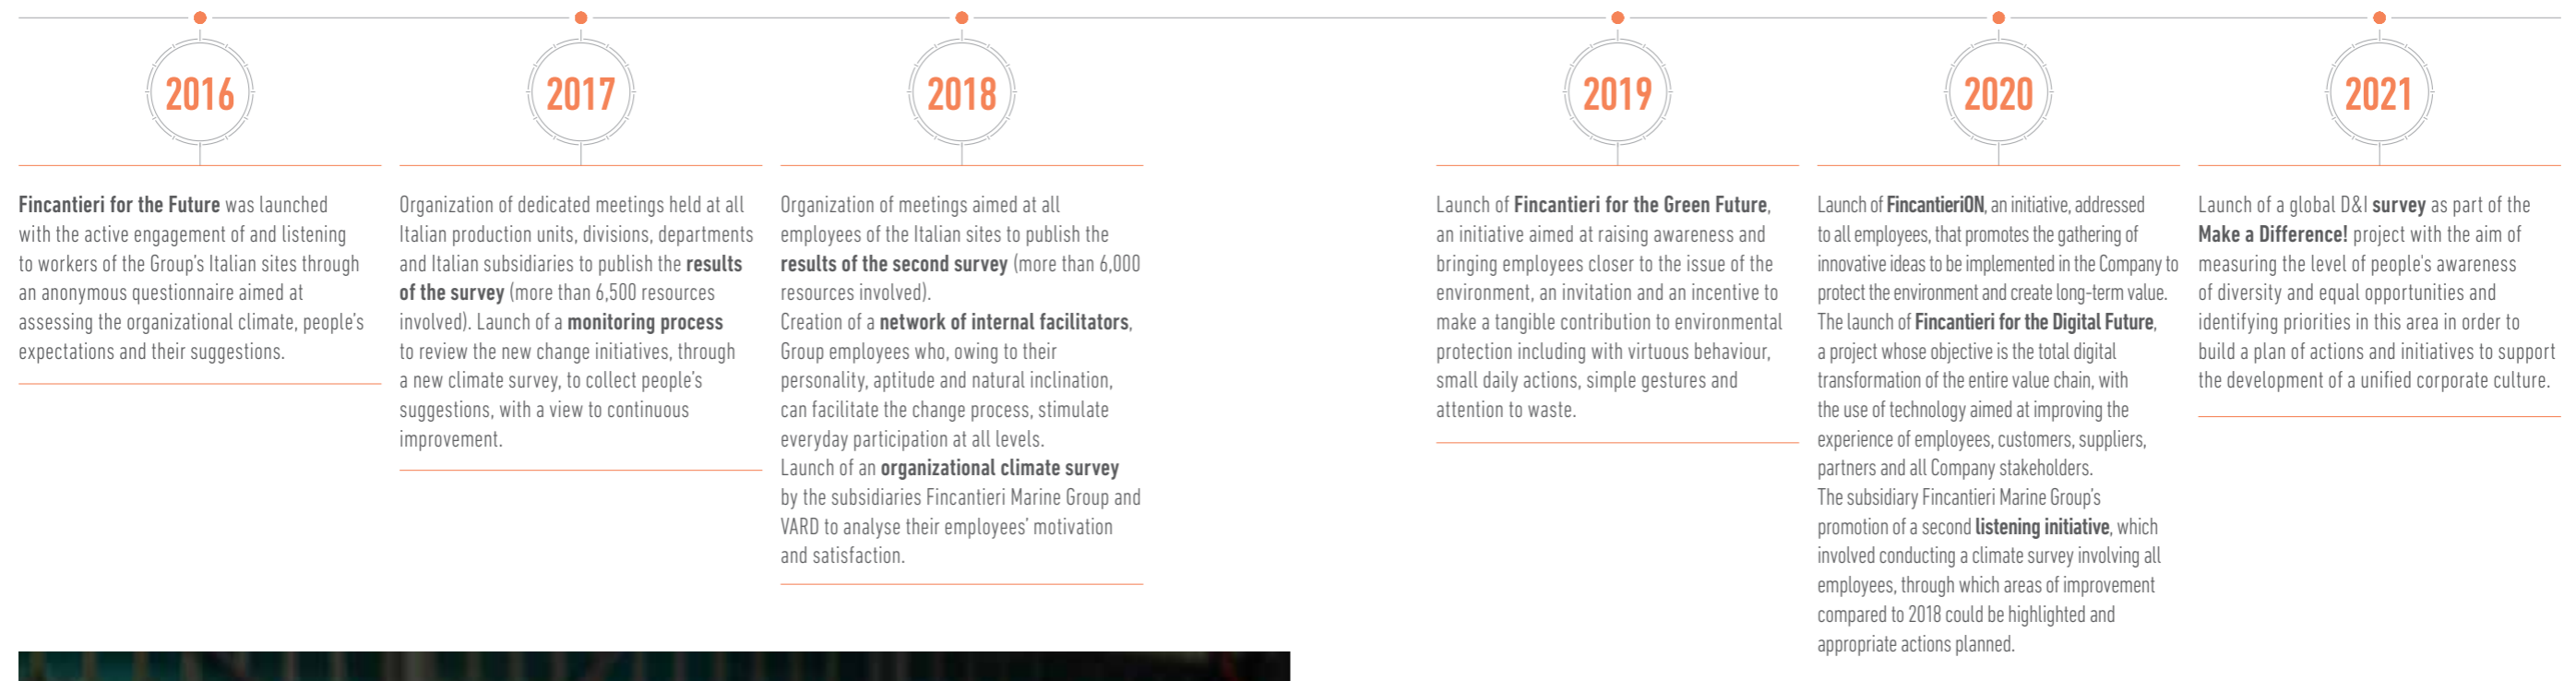 2016
Fincantieri for the Future was launched
with the active engagement of and listening
to workers of the Group's Italian sites through
an anonymous questionnaire aimed at
assessing the organizational climate, people's
expectations and their suggestions.
2017
Organization of dedicated meetings held at all
Italian production units, divisions, departments
and Italian subsidiaries to publish the results
of the survey (more than 6,500 resources
involved). Launch of a monitoring process
to review the new change initiatives, through
a new climate survey, to collect people's
suggestions, with a view to continuous
improvement.
2018
Organization of meetings aimed at all
employees of the Italian sites to publish the
results of the second survey (more than 6,000
resources involved).
Creation of a network of internal facilitators,
Group employees who, owing to their
personality, aptitude and natural inclination,
can facilitate the change process, stimulate
everyday participation at all levels.
Launch of an organizational climate survey
by the subsidiaries Fincantieri Marine Group and
VARD to analyse their employees' motivation
and satisfaction.
2019
Launch of Fincantieri for the Green Future,
an initiative aimed at raising awareness and
bringing employees closer to the issue of the
environment, an invitation and an incentive to
make a tangible contribution to environmental
protection including with virtuous behaviour,
small daily actions, simple gestures and
attention to waste.
2020
Launch of FincantieriON, an initiative, addressed
to all employees, that promotes the gathering of
innovative ideas to be implemented in the Company to
protect the environment and create long-term value.
The launch of Fincantieri for the Digital Future,
a project whose objective is the total digital
transformation of the entire value chain, with
the use of technology aimed at improving the
experience of employees, customers, suppliers,
partners and all Company stakeholders.
The subsidiary Fincantieri Marine Group's
promotion of a second listening initiative, which
involved conducting a climate survey involving all
employees, through which areas of improvement
compared to 2018 could be highlighted and
appropriate actions planned.
2021
Launch of a global D&I survey as part of the
Make a Difference! project with the aim of
measuring the level of people's awareness
of diversity and equal opportunities and
identifying priorities in this area in order to
build a plan of actions and initiatives to support
the development of a unified corporate culture.